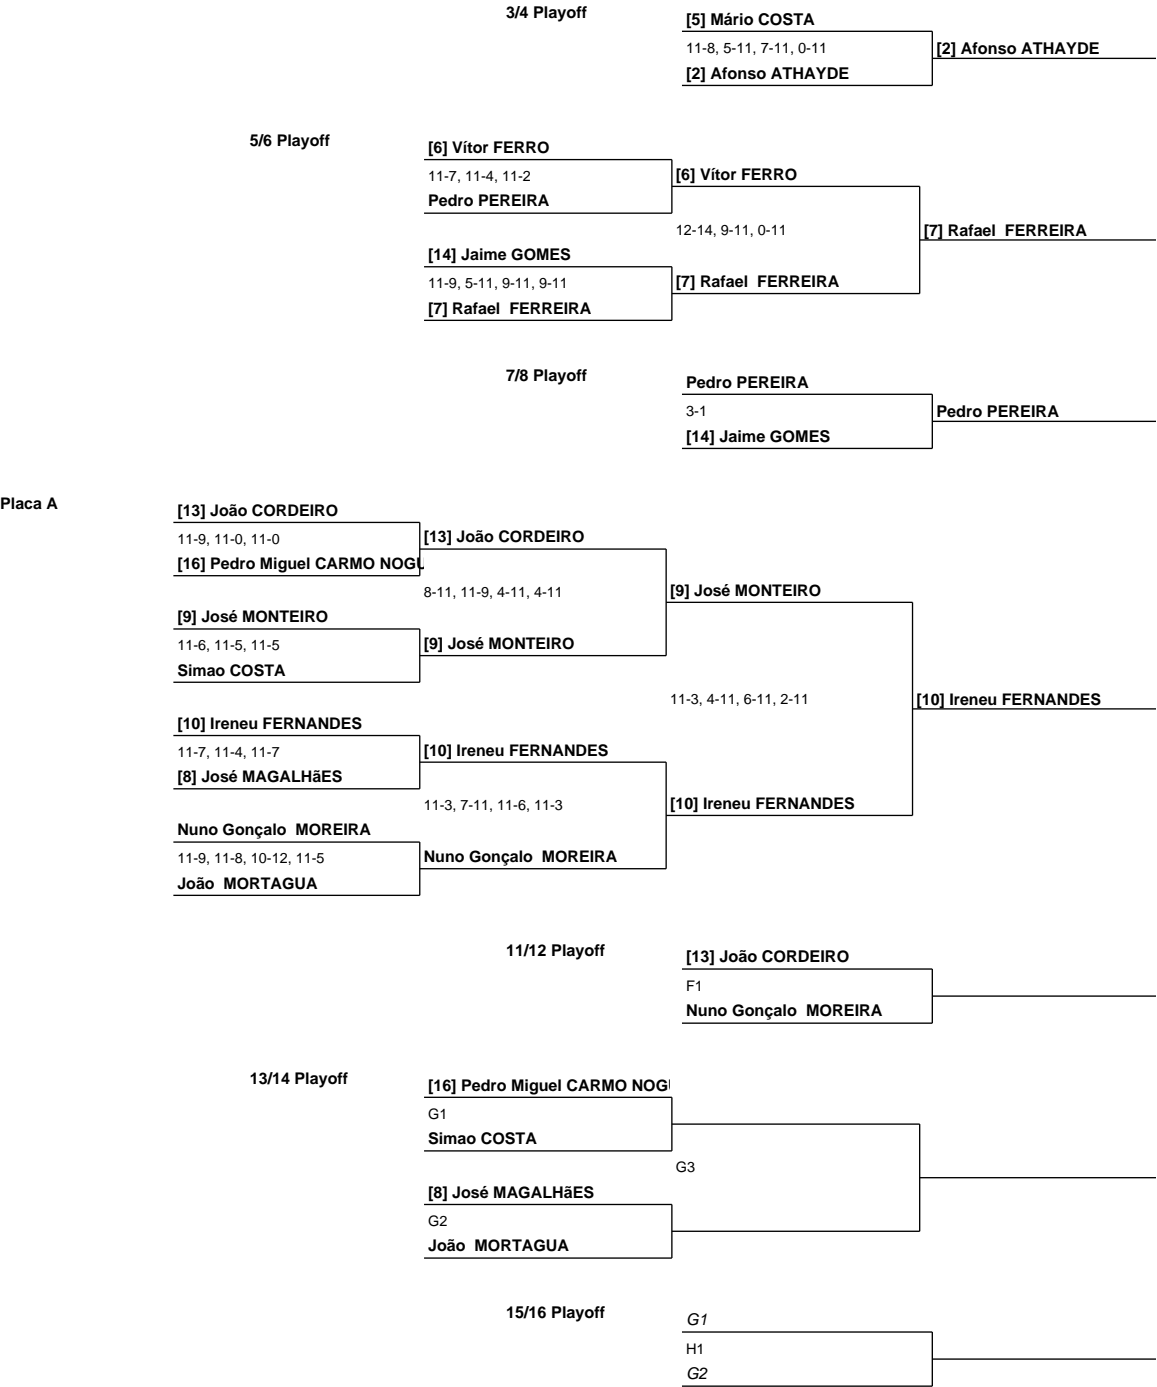 3/4 Playoff
[5] Mário COSTA
11-8, 5-11, 7-11, 0-11
[2] Afonso ATHAYDE
[2] Afonso ATHAYDE
5/6 Playoff
[6] Vítor FERRO
11-7, 11-4, 11-2
[6] Vítor FERRO
Pedro PEREIRA
12-14, 9-11, 0-11
[7] Rafael FERREIRA
[14] Jaime GOMES
11-9, 5-11, 9-11, 9-11
[7] Rafael FERREIRA
[7] Rafael FERREIRA
7/8 Playoff
Pedro PEREIRA
3-1
Pedro PEREIRA
[14] Jaime GOMES
Placa A
[13] João CORDEIRO
11-9, 11-0, 11-0
[13] João CORDEIRO
[16] Pedro Miguel CARMO NOGU
8-11, 11-9, 4-11, 4-11
[9] José MONTEIRO
[9] José MONTEIRO
11-6, 11-5, 11-5
[9] José MONTEIRO
Simao COSTA
11-3, 4-11, 6-11, 2-11
[10] Ireneu FERNANDES
[10] Ireneu FERNANDES
11-7, 11-4, 11-7
[10] Ireneu FERNANDES
[8] José MAGALHãES
11-3, 7-11, 11-6, 11-3
[10] Ireneu FERNANDES
Nuno Gonçalo MOREIRA
11-9, 11-8, 10-12, 11-5
Nuno Gonçalo MOREIRA
João MORTAGUA
11/12 Playoff
[13] João CORDEIRO
F1
Nuno Gonçalo MOREIRA
13/14 Playoff
[16] Pedro Miguel CARMO NOGU
G1
Simao COSTA
G3
[8] José MAGALHãES
G2
João MORTAGUA
15/16 Playoff
G1
H1
G2